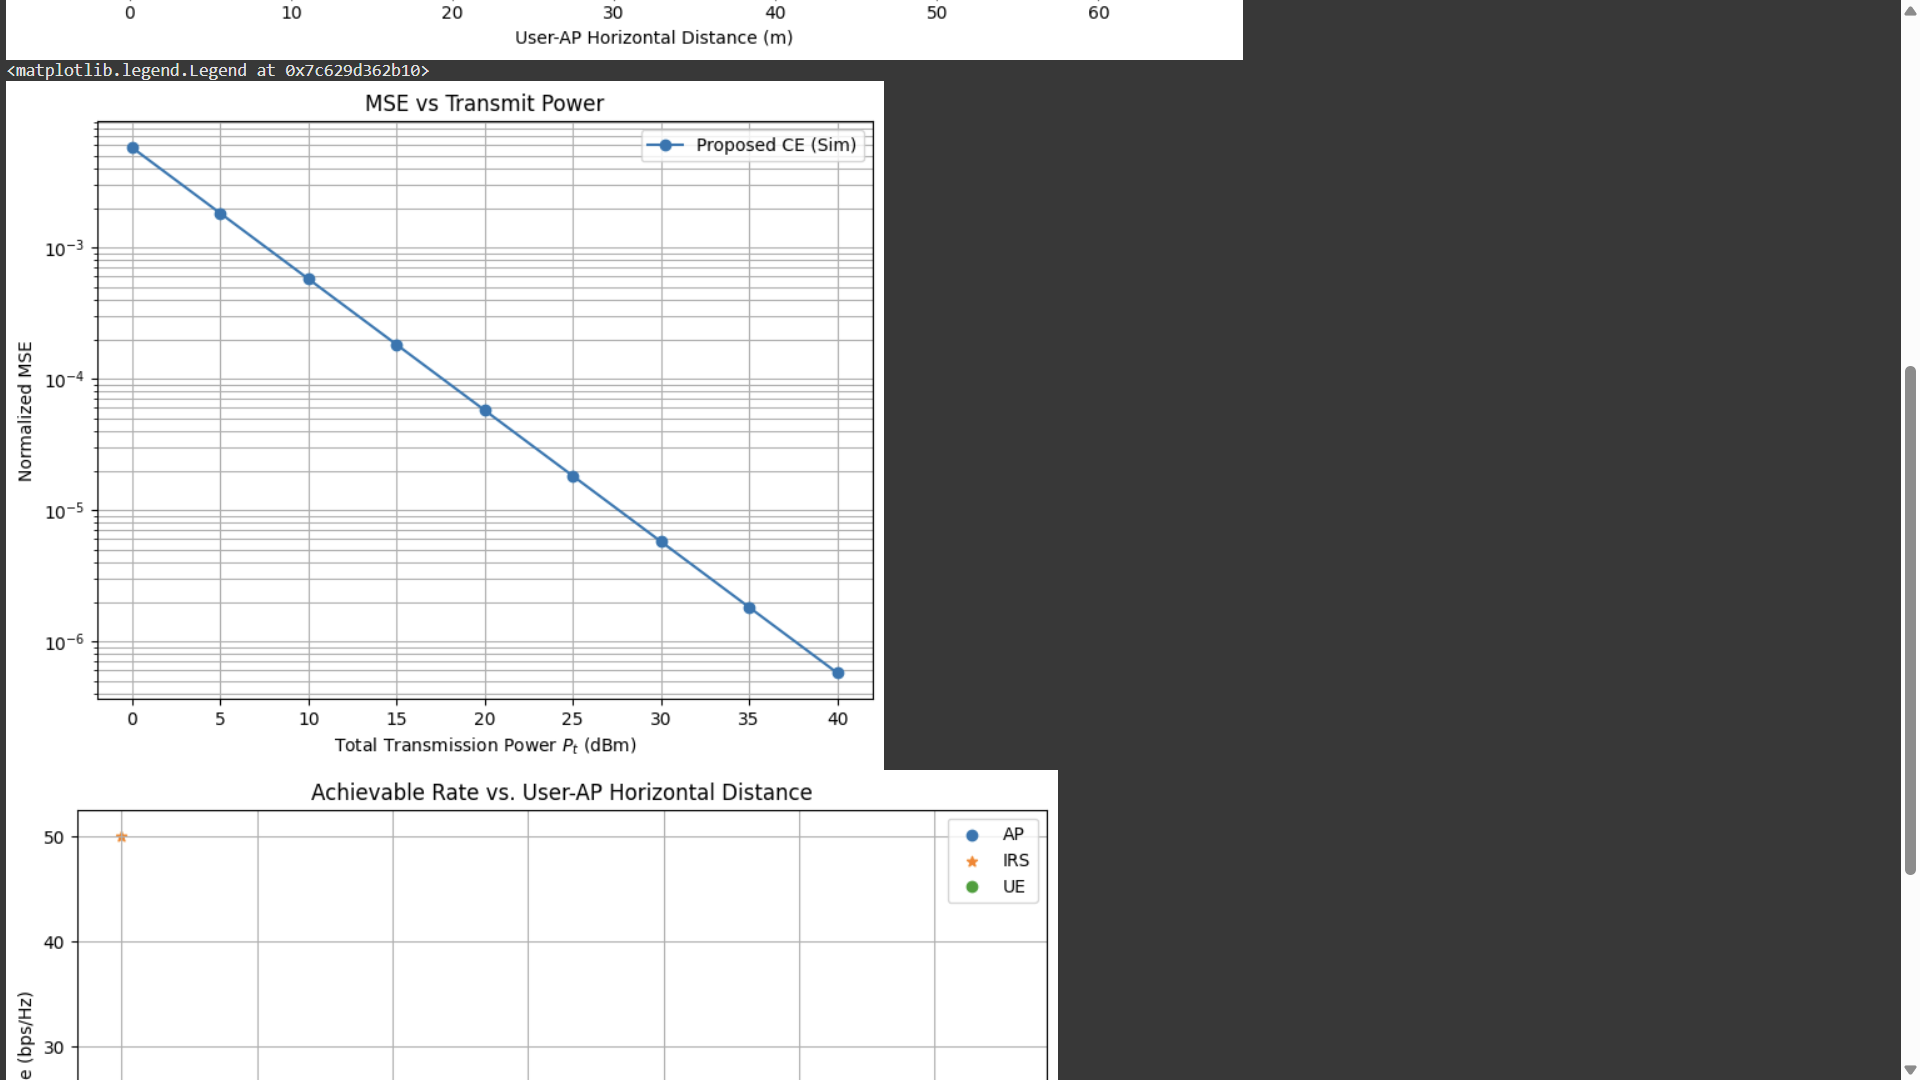 0 10 20 30 40 50 60
User-AP Horizontal Distance (m)
<matplotlib.legend.Legend at 0x7c629d362b10>
MSE vs Transmit Power
Proposed CE (Sim)
10⁻³
10⁻⁴
10⁻⁵
10⁻⁶
Normalized MSE
0 5 10 15 20 25 30 35 40
Total Transmission Power Pₜ (dBm)
Achievable Rate vs. User-AP Horizontal Distance
AP
IRS
UE
50
40
30
(bps/Hz)